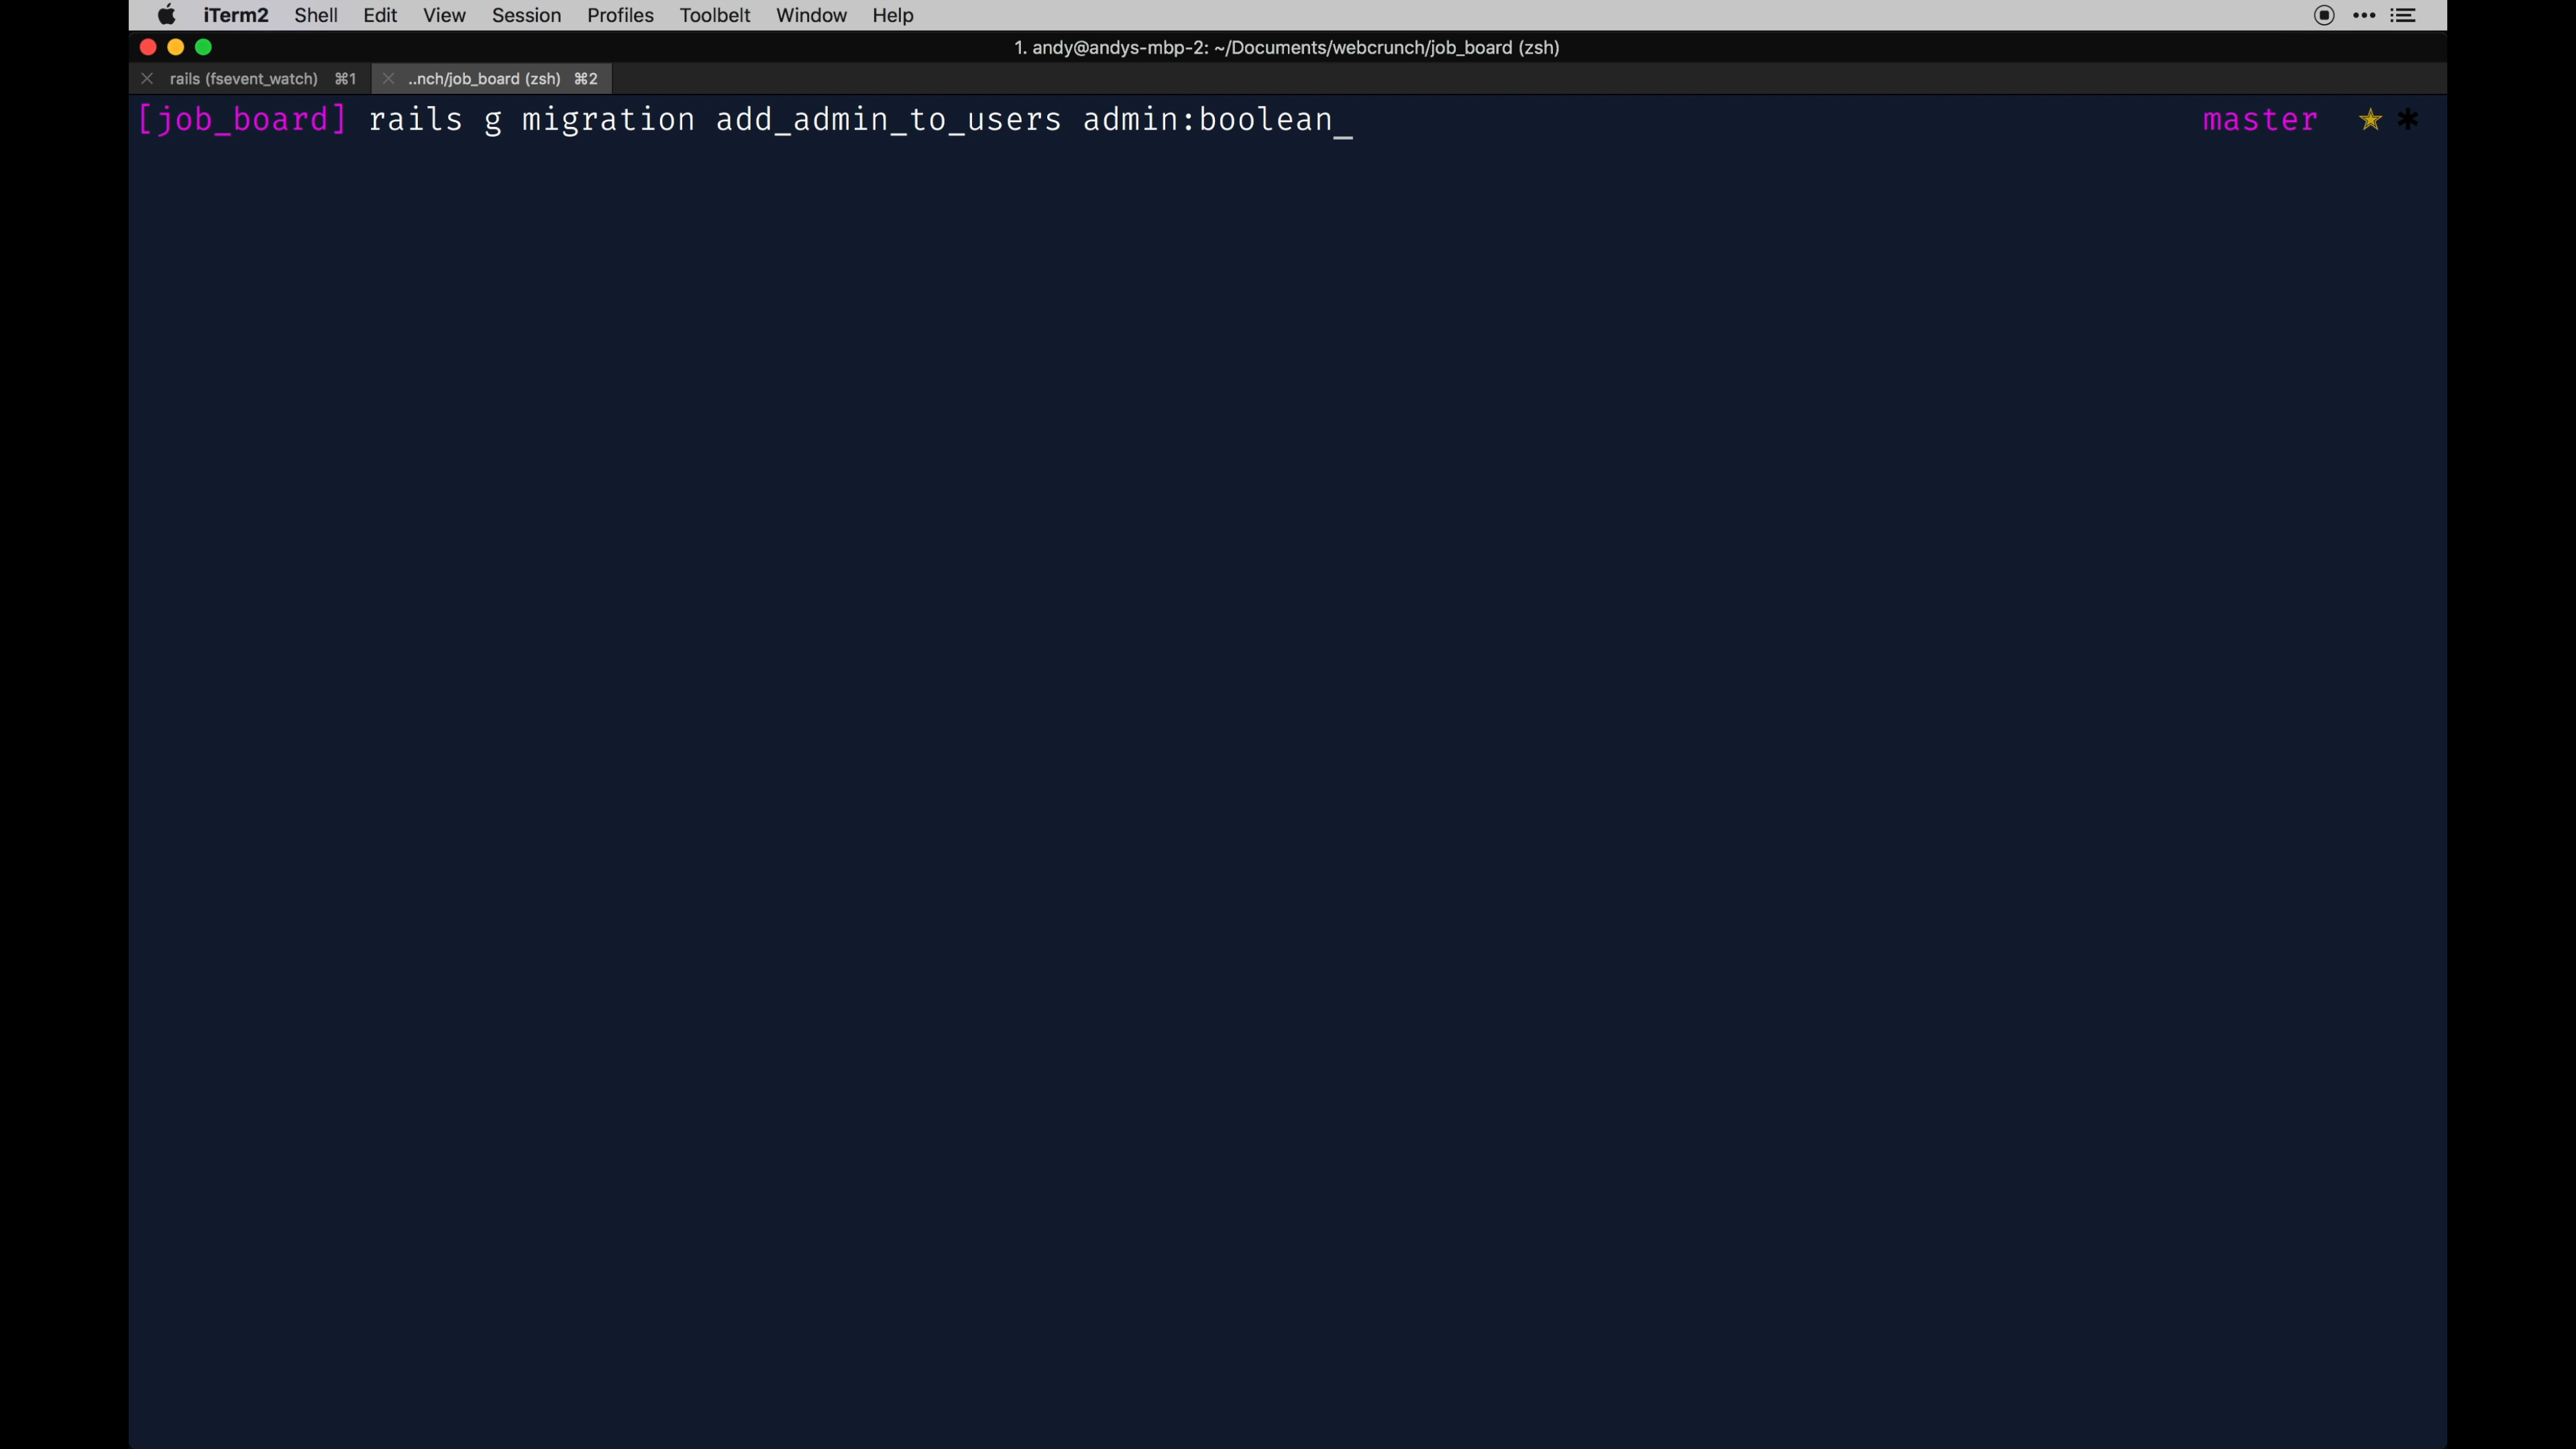 iTerm2 Shell Edit View Session Profiles Toolbelt Window Help
1. andy@andys-mbp-2: ~/Documents/webcrunch/job_board (zsh)
rails (fsevent_watch) ⌘1 ..nch/job_board (zsh) ⌘2
[job_board] rails g migration add_admin_to_users admin:boolean_ master ★ ✱